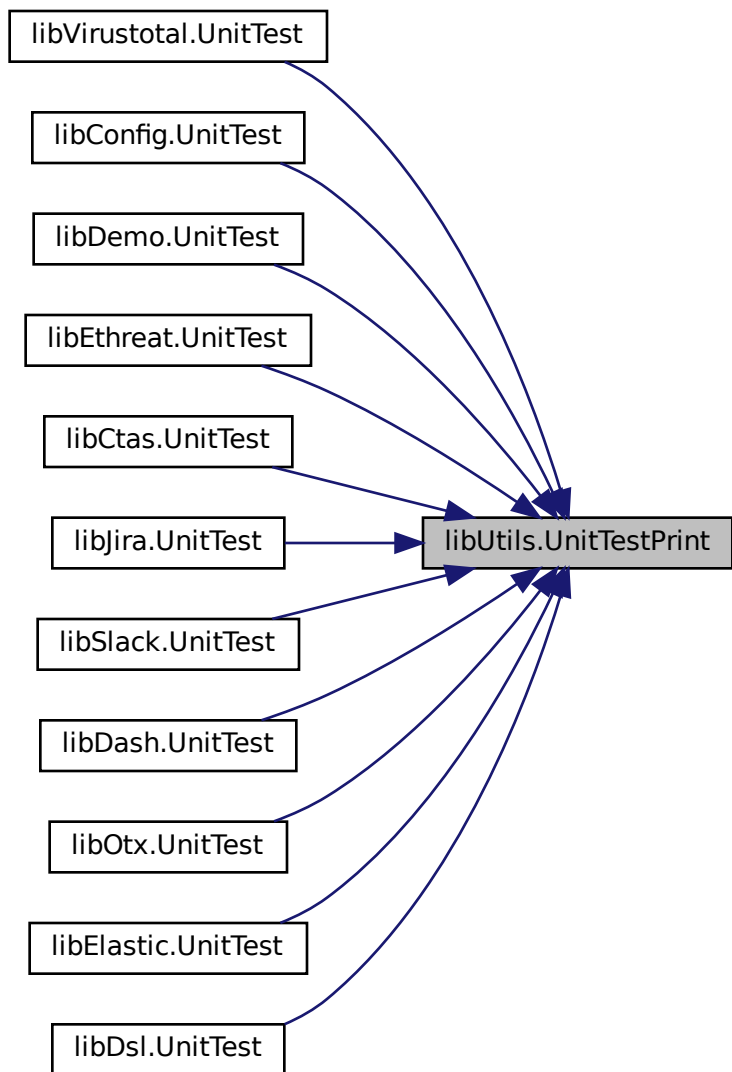 libVirustotal.UnitTest
libConfig.UnitTest
libDemo.UnitTest
libEthreat.UnitTest
libCtas.UnitTest
libJira.UnitTest
libUtils.UnitTestPrint
libSlack.UnitTest
libDash.UnitTest
libOtx.UnitTest
libElastic.UnitTest
libDsl.UnitTest